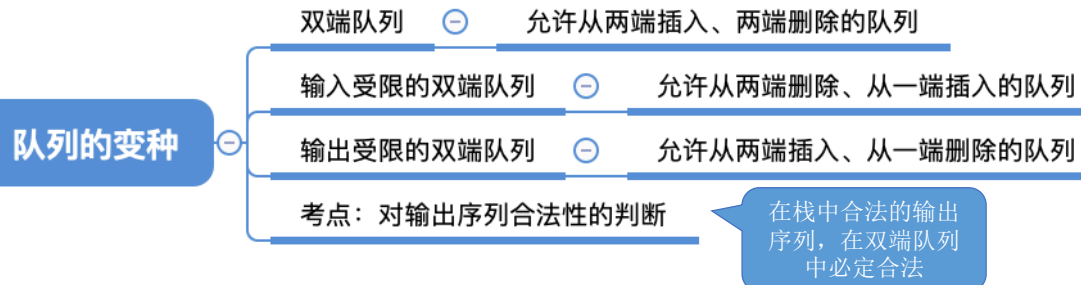 双端队列 允许从两端插入、两端删除的队列
输入受限的双端队列 允许从两端删除、从一端插入的队列
队列的变种
输出受限的双端队列 允许从两端插入、从一端删除的队列
考点：对输出序列合法性的判断
在栈中合法的输出
序列，在双端队列
中必定合法